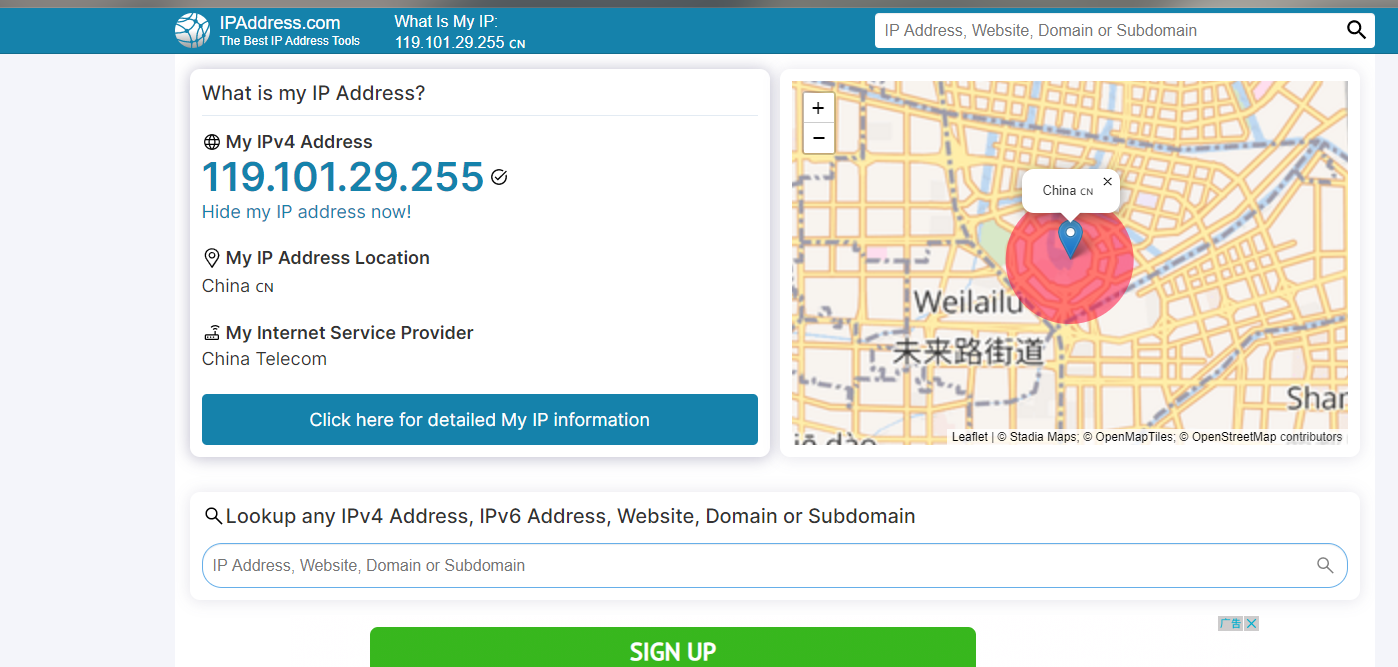 IPAddress.com
The Best IP Address Tools
What Is My IP:
119.101.29.255 CN
IP Address, Website, Domain or Subdomain
What is my IP Address?
My IPv4 Address
119.101.29.255
Hide my IP address now!
My IP Address Location
China CN
My Internet Service Provider
China Telecom
Click here for detailed My IP information
+
−
China CN ×
Weilailu
未来路街道
Shan
Leaflet | © Stadia Maps; © OpenMapTiles; © OpenStreetMap contributors
Lookup any IPv4 Address, IPv6 Address, Website, Domain or Subdomain
IP Address, Website, Domain or Subdomain
广告
SIGN UP